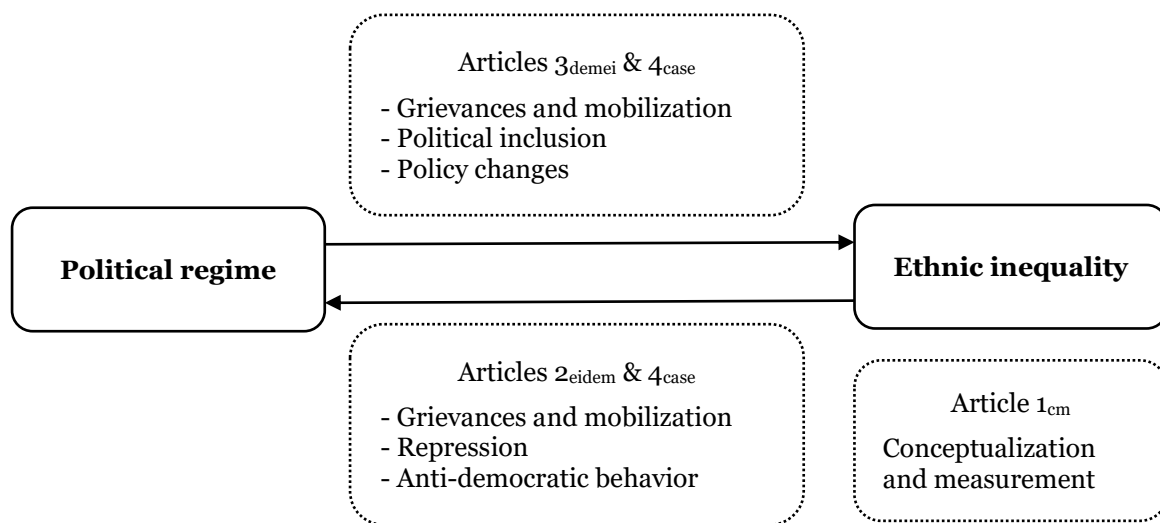 Articles 3demei & 4case
- Grievances and mobilization
- Political inclusion
- Policy changes
Political regime
Ethnic inequality
Articles 2eidem & 4case
- Grievances and mobilization
- Repression
- Anti-democratic behavior
Article 1cm
Conceptualization
and measurement